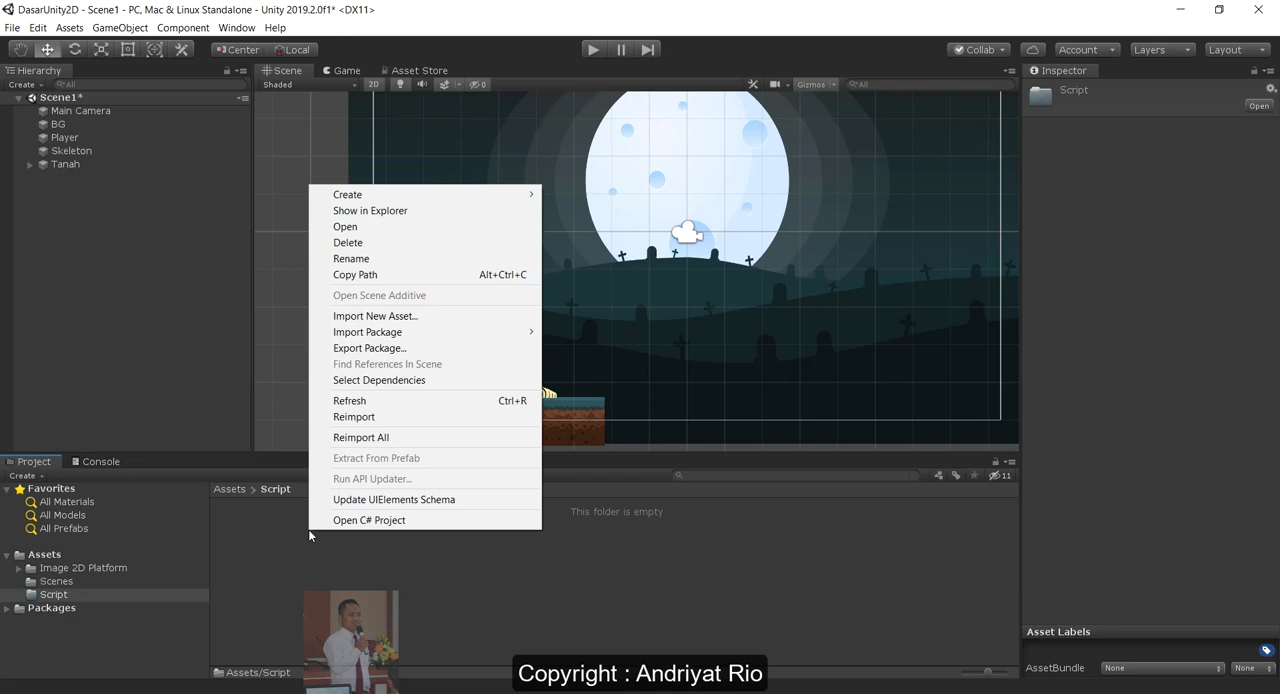 DasarUnity2D - Scene1 - PC, Mac & Linux Standalone - Unity 2019.2.0f1* <DX11>
File Edit Assets GameObject Component Window Help
Center Local Collab Account Layers Layout
Hierarchy Scene Game Asset Store Inspector
Create All Shaded 2D 0 Gizmos All Script
Open
Scene1*
Main Camera
BG
Player
Skeleton
Tanah
Create
Show in Explorer
Open
Delete
Rename
Copy Path Alt+Ctrl+C
Open Scene Additive
Import New Asset...
Import Package
Export Package...
Find References In Scene
Select Dependencies
Refresh Ctrl+R
Reimport
Reimport All
Extract From Prefab
Run API Updater...
Update UIElements Schema
Open C# Project
Project Console
Create 11
Favorites
All Materials
All Models
All Prefabs
Assets
Image 2D Platform
Scenes
Script
Packages
Assets > Script
This folder is empty
Assets/Script
Asset Labels
AssetBundle None None
Copyright : Andriyat Rio